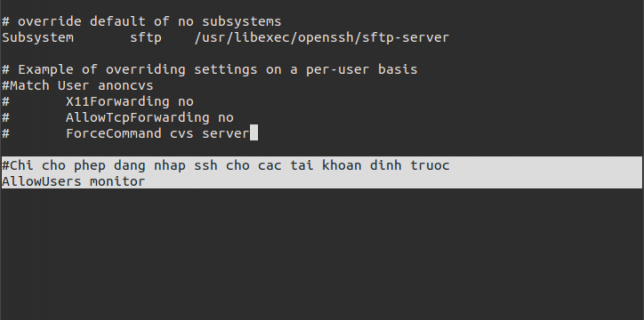 # override default of no subsystems
Subsystem       sftp    /usr/libexec/openssh/sftp-server
# Example of overriding settings on a per-user basis
#Match User anoncvs
#       X11Forwarding no
#       AllowTcpForwarding no
#       ForceCommand cvs server
#Chi cho phep dang nhap ssh cho cac tai khoan dinh truoc
AllowUsers monitor